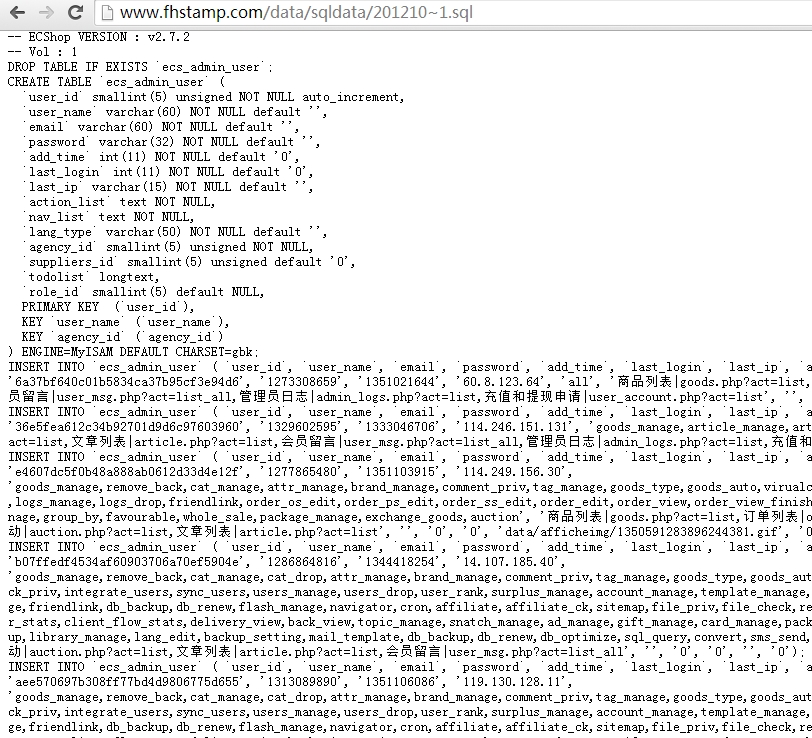 www.fhstamp.com/data/sqldata/201210~1.sql
-- ECShop VERSION : v2.7.2
-- Vol : 1
DROP TABLE IF EXISTS `ecs_admin_user`;
CREATE TABLE `ecs_admin_user` (
`user_id` smallint(5) unsigned NOT NULL auto_increment,
`user_name` varchar(60) NOT NULL default '',
`email` varchar(60) NOT NULL default '',
`password` varchar(32) NOT NULL default '',
`add_time` int(11) NOT NULL default '0',
`last_login` int(11) NOT NULL default '0',
`last_ip` varchar(15) NOT NULL default '',
`action_list` text NOT NULL,
`nav_list` text NOT NULL,
`lang_type` varchar(50) NOT NULL default '',
`agency_id` smallint(5) unsigned NOT NULL,
`suppliers_id` smallint(5) unsigned default '0',
`todolist` longtext,
`role_id` smallint(5) default NULL,
PRIMARY KEY (`user_id`),
KEY `user_name` (`user_name`),
KEY `agency_id` (`agency_id`)
) ENGINE=MyISAM DEFAULT CHARSET=gbk;
INSERT INTO `ecs_admin_user` ( `user_id`, `user_name`, `email`, `password`, `add_time`, `last_login`, `last_ip`, `a
'6a37bf640c01b5834ca37b95cf3e94d6', '1273308659', '1351021644', '60.8.123.64', 'all', '商品列表|goods.php?act=list,
员留言|user_msg.php?act=list_all,管理员日志|admin_logs.php?act=list,充值和提现申请|user_account.php?act=list', '',
INSERT INTO `ecs_admin_user` ( `user_id`, `user_name`, `email`, `password`, `add_time`, `last_login`, `last_ip`, `a
'36e5fea612c34b92701d9d6c97603960', '1329602595', '1333046706', '114.246.151.131', 'goods_manage,article_manage,art
act=list,文章列表|article.php?act=list,会员留言|user_msg.php?act=list_all,管理员日志|admin_logs.php?act=list,充值和
INSERT INTO `ecs_admin_user` ( `user_id`, `user_name`, `email`, `password`, `add_time`, `last_login`, `last_ip`, `a
'e4607dc5f0b48a888ab0612d33d4e12f', '1277865480', '1351103915', '114.249.156.30',
'goods_manage,remove_back,cat_manage,attr_manage,brand_manage,comment_priv,tag_manage,goods_type,goods_auto,virualc
,logs_manage,logs_drop,friendlink,order_os_edit,order_ps_edit,order_ss_edit,order_edit,order_view,order_view_finish
nage,group_by,favourable,whole_sale,package_manage,exchange_goods,auction', '商品列表|goods.php?act=list,订单列表|o
动|auction.php?act=list,文章列表|article.php?act=list', '', '0', '0', 'data/afficheimg/1350591283896244381.gif', '0
INSERT INTO `ecs_admin_user` ( `user_id`, `user_name`, `email`, `password`, `add_time`, `last_login`, `last_ip`, `a
'b07ffedf4534af60903706a70ef5904e', '1286864816', '1344418254', '14.107.185.40',
'goods_manage,remove_back,cat_manage,cat_drop,attr_manage,brand_manage,comment_priv,tag_manage,goods_type,goods_aut
ck_priv,integrate_users,sync_users,users_manage,users_drop,user_rank,surplus_manage,account_manage,template_manage,
ge,friendlink,db_backup,db_renew,flash_manage,navigator,cron,affiliate,affiliate_ck,sitemap,file_priv,file_check,re
r_stats,client_flow_stats,delivery_view,back_view,topic_manage,snatch_manage,ad_manage,gift_manage,card_manage,pack
up,library_manage,lang_edit,backup_setting,mail_template,db_backup,db_renew,db_optimize,sql_query,convert,sms_send,
动|auction.php?act=list,文章列表|article.php?act=list,会员留言|user_msg.php?act=list_all', '', '0', '0', '', '0');
INSERT INTO `ecs_admin_user` ( `user_id`, `user_name`, `email`, `password`, `add_time`, `last_login`, `last_ip`, `a
'aee570697b308ff77bd4d9806775d655', '1313089890', '1351106086', '119.130.128.11',
'goods_manage,remove_back,cat_manage,cat_drop,attr_manage,brand_manage,comment_priv,tag_manage,goods_type,goods_aut
ck_priv,integrate_users,sync_users,users_manage,users_drop,user_rank,surplus_manage,account_manage,template_manage,
ge,friendlink,db_backup,db_renew,flash_manage,navigator,cron,affiliate,affiliate_ck,sitemap,file_priv,file_check,re